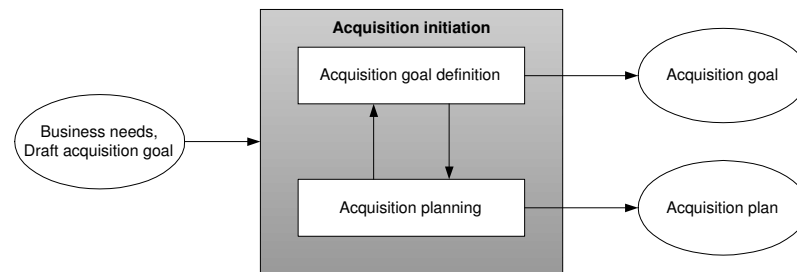 Acquisition initiation
Acquisition goal definition
Acquisition goal
Business needs,
Draft acquisition goal
Acquisition planning
Acquisition plan